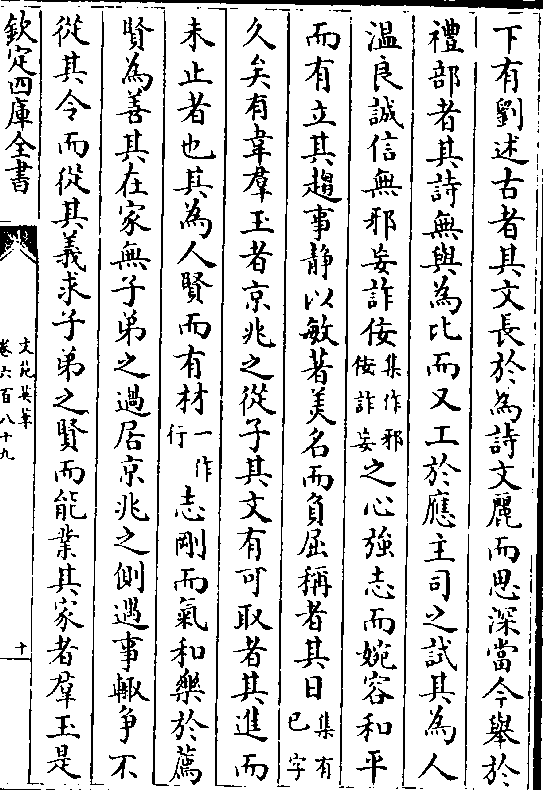 下有劉述古者其文長於為詩文麗而思深當今舉於
禮部者其詩無與為比而又工於應主司之試其為人
温良誠信無邪妄詐佞集作邪佞詐妄之心強志而婉容和平
而有立其趨事静以敏著美名而負屈稱者其日集有已字
久矣有韋羣玉者京兆之從子其文有可取者其進而
未止者也其為人賢而有材一作行志剛而氣和樂於薦
賢為善其在家無子弟之過居京兆之側遇事輙争不
從其令而從其義求子弟之賢而能業其家者羣玉是
欽定四庫全書
文苑英華
卷六百八十九
十